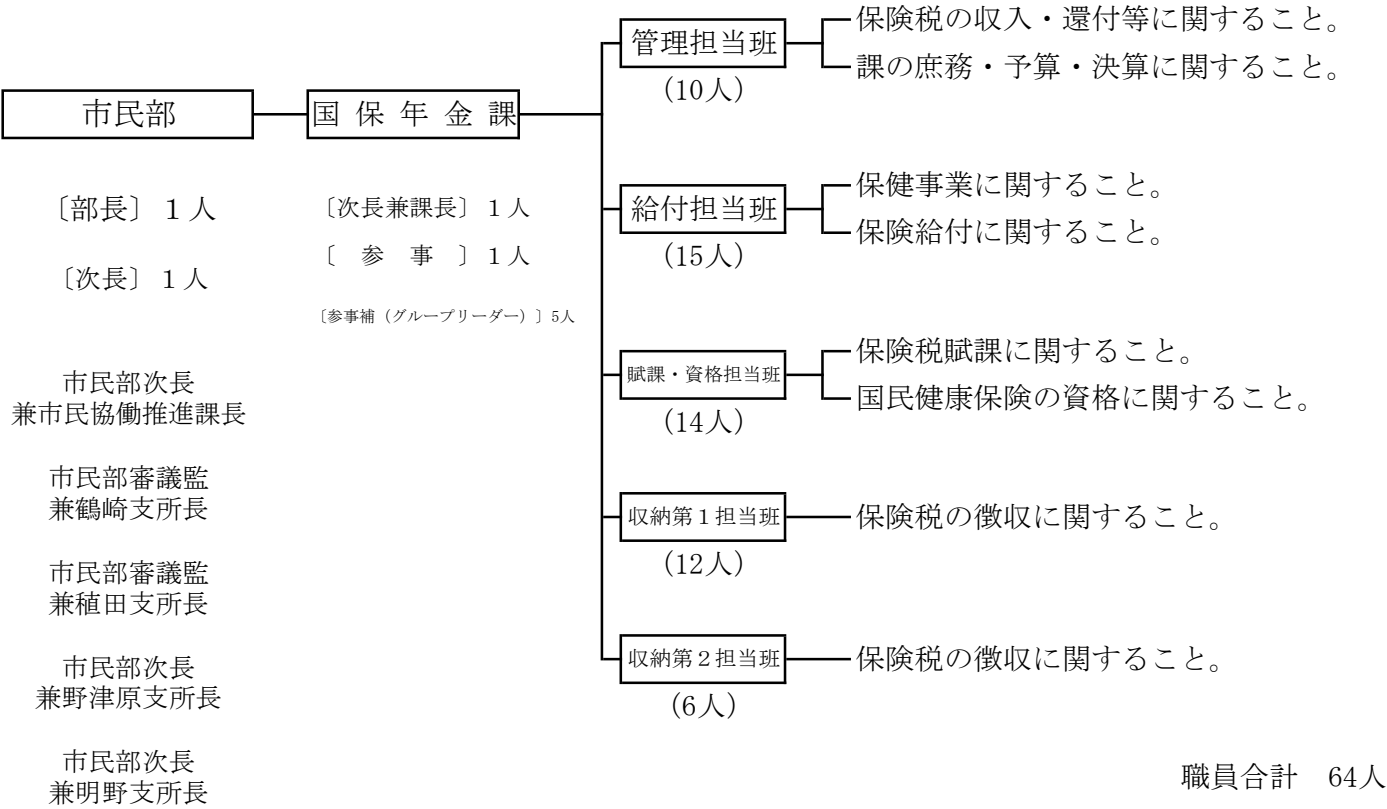 市民部
〔部長〕１人
〔次長〕１人
市民部次長
兼市民協働推進課長
市民部審議監
兼鶴崎支所長
市民部審議監
兼稙田支所長
市民部次長
兼野津原支所長
市民部次長
兼明野支所長
国保年金課
〔次長兼課長〕１人
〔　参　事　〕１人
〔参事補（グループリーダー）〕5人
管理担当班
(10人)
保険税の収入・還付等に関すること。
課の庶務・予算・決算に関すること。
給付担当班
(15人)
保健事業に関すること。
保険給付に関すること。
賦課・資格担当班
(14人)
保険税賦課に関すること。
国民健康保険の資格に関すること。
収納第１担当班
(12人)
保険税の徴収に関すること。
収納第２担当班
(6人)
保険税の徴収に関すること。
職員合計　64人